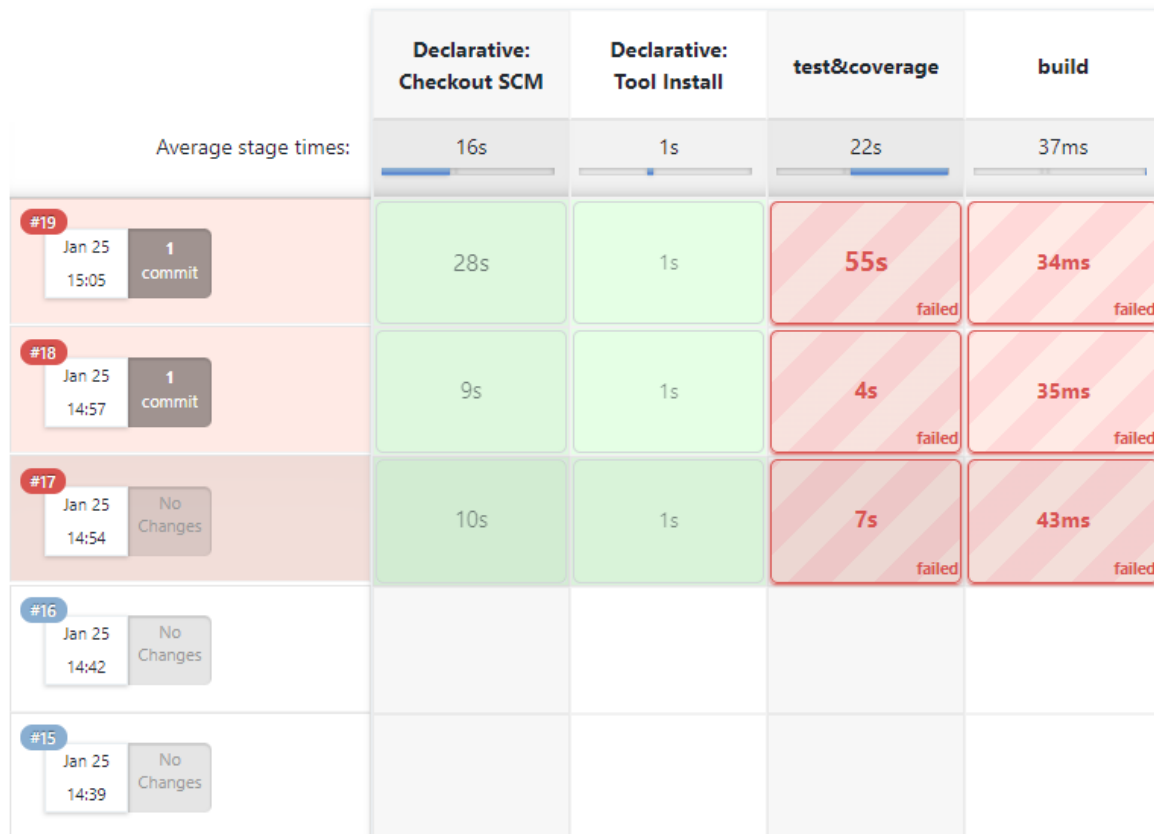 Declarative:
Checkout SCM
Declarative:
Tool Install
test&coverage
build
Average stage times:
16s
1s
22s
37ms
#19
Jan 25
15:05
1
commit
28s
1s
55s
failed
34ms
failed
#18
Jan 25
14:57
1
commit
9s
1s
4s
failed
35ms
failed
#17
Jan 25
14:54
No
Changes
10s
1s
7s
failed
43ms
failed
#16
Jan 25
14:42
No
Changes
#15
Jan 25
14:39
No
Changes